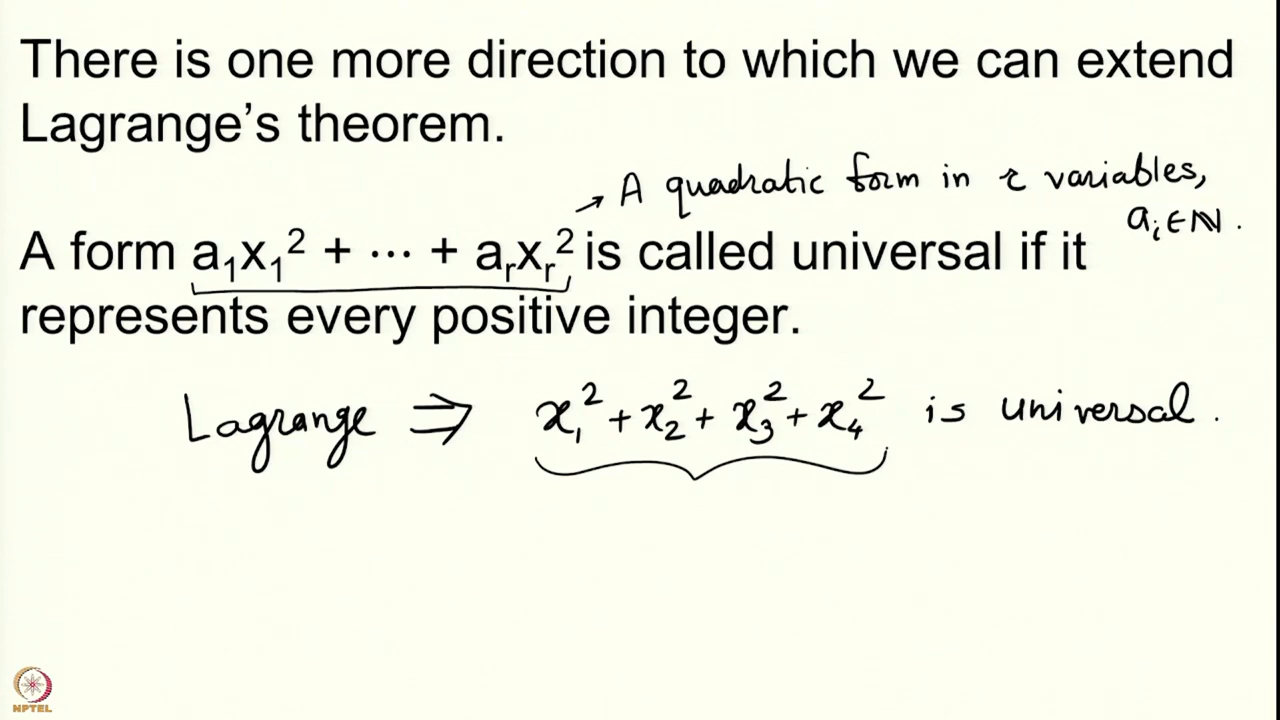 There is one more direction to which we can extend
Lagrange's theorem.
→ A quadratic form in r variables,
aᵢ ∈ ℕ.
A form a₁x₁² + ⋯ + aᵣxᵣ² is called universal if it
represents every positive integer.
Lagrange ⇒ x₁² + x₂² + x₃² + x₄² is universal.
NPTEL